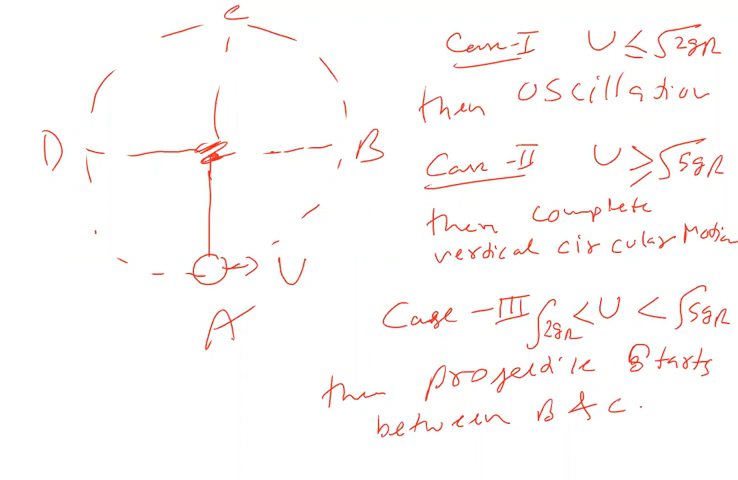 C
D
B
U
A
Case-I U ≤ √2gR
then oscillation
Case-II U ≥ √5gR
then complete
vertical circular Motion
Case -III √2gR < U < √5gR
then projectile starts
between B & C.